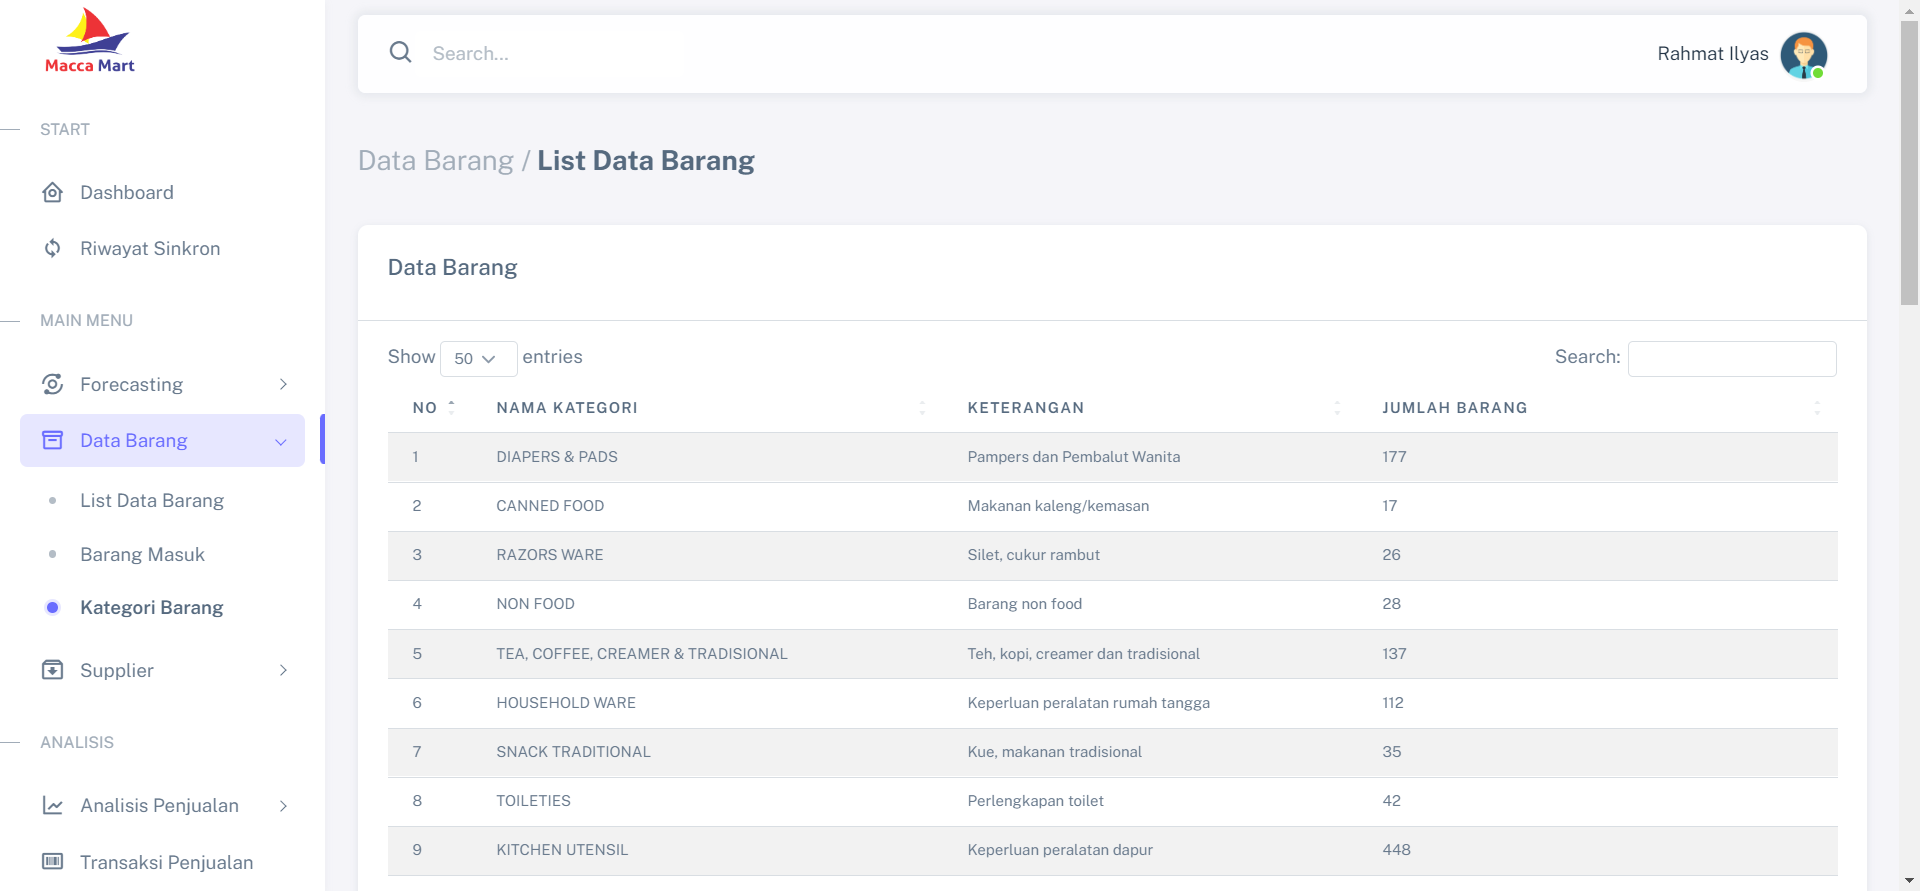 Macca Mart
START
Dashboard
Riwayat Sinkron
MAIN MENU
Forecasting
Data Barang
List Data Barang
Barang Masuk
Kategori Barang
Supplier
ANALISIS
Analisis Penjualan
Transaksi Penjualan
Search...
Rahmat Ilyas
Data Barang / List Data Barang
Data Barang
Show 50 entries
Search:
NO NAMA KATEGORI KETERANGAN JUMLAH BARANG
1 DIAPERS & PADS Pampers dan Pembalut Wanita 177
2 CANNED FOOD Makanan kaleng/kemasan 17
3 RAZORS WARE Silet, cukur rambut 26
4 NON FOOD Barang non food 28
5 TEA, COFFEE, CREAMER & TRADISIONAL Teh, kopi, creamer dan tradisional 137
6 HOUSEHOLD WARE Keperluan peralatan rumah tangga 112
7 SNACK TRADITIONAL Kue, makanan tradisional 35
8 TOILETIES Perlengkapan toilet 42
9 KITCHEN UTENSIL Keperluan peralatan dapur 448